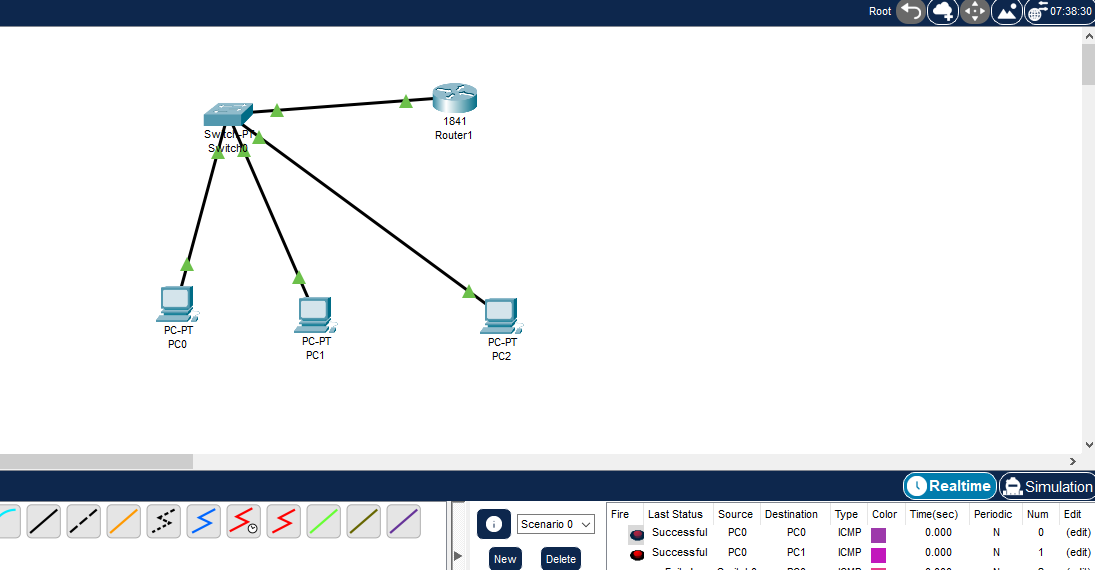 Root 07:38:30
1841
Router1
Switch-PT
Switch0
PC-PT
PC0
PC-PT
PC1
PC-PT
PC2
Realtime Simulation
Scenario 0
New Delete
Fire Last Status Source Destination Type Color Time(sec) Periodic Num Edit
Successful PC0 PC0 ICMP 0.000 N 0 (edit)
Successful PC0 PC1 ICMP 0.000 N 1 (edit)